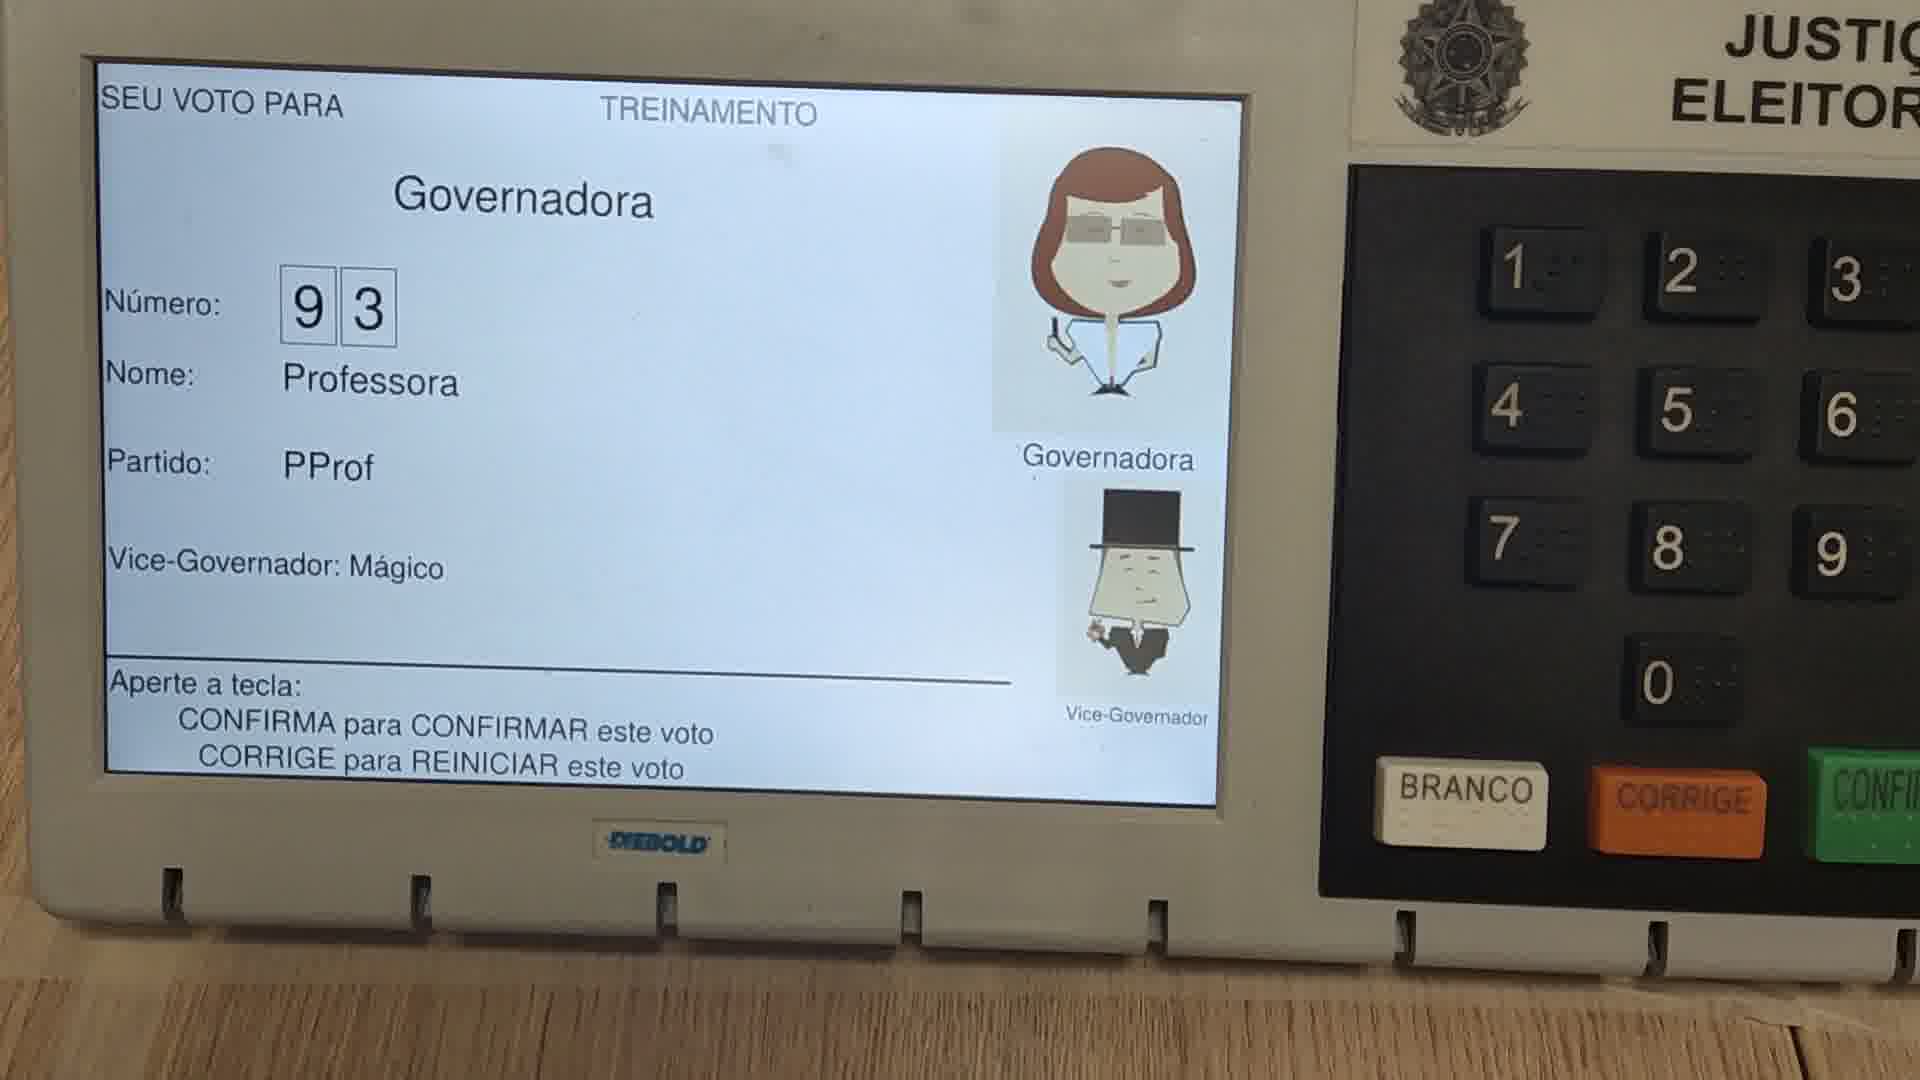 SEU VOTO PARA
TREINAMENTO
Governadora
Número: 9 3
Nome: Professora
Partido: PProf
Vice-Governador: Mágico
Governadora
Vice-Governador
Aperte a tecla:
CONFIRMA para CONFIRMAR este voto
CORRIGE para REINICIAR este voto
DIEBOLD
JUSTIÇ
ELEITOR
1 2 3
4 5 6
7 8 9
0
BRANCO CORRIGE CONFI